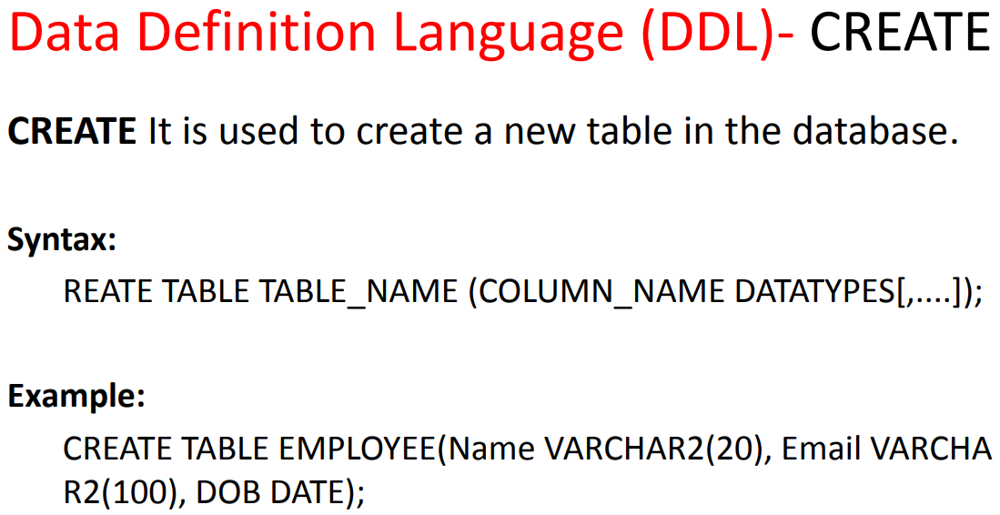 Data Definition Language (DDL)- CREATE
CREATE It is used to create a new table in the database.
Syntax:
REATE TABLE TABLE_NAME (COLUMN_NAME DATATYPES[,....]);
Example:
CREATE TABLE EMPLOYEE(Name VARCHAR2(20), Email VARCHA
R2(100), DOB DATE);